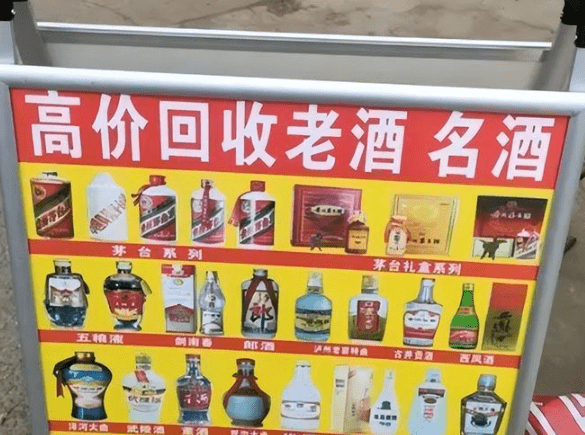 高价回收老酒 名酒
茅台系列 茅台礼盒系列
五粮液 剑南春 郎酒 泸州老窖特曲 古井贡酒 西凤酒
洋河大曲 武陵酒 董酒